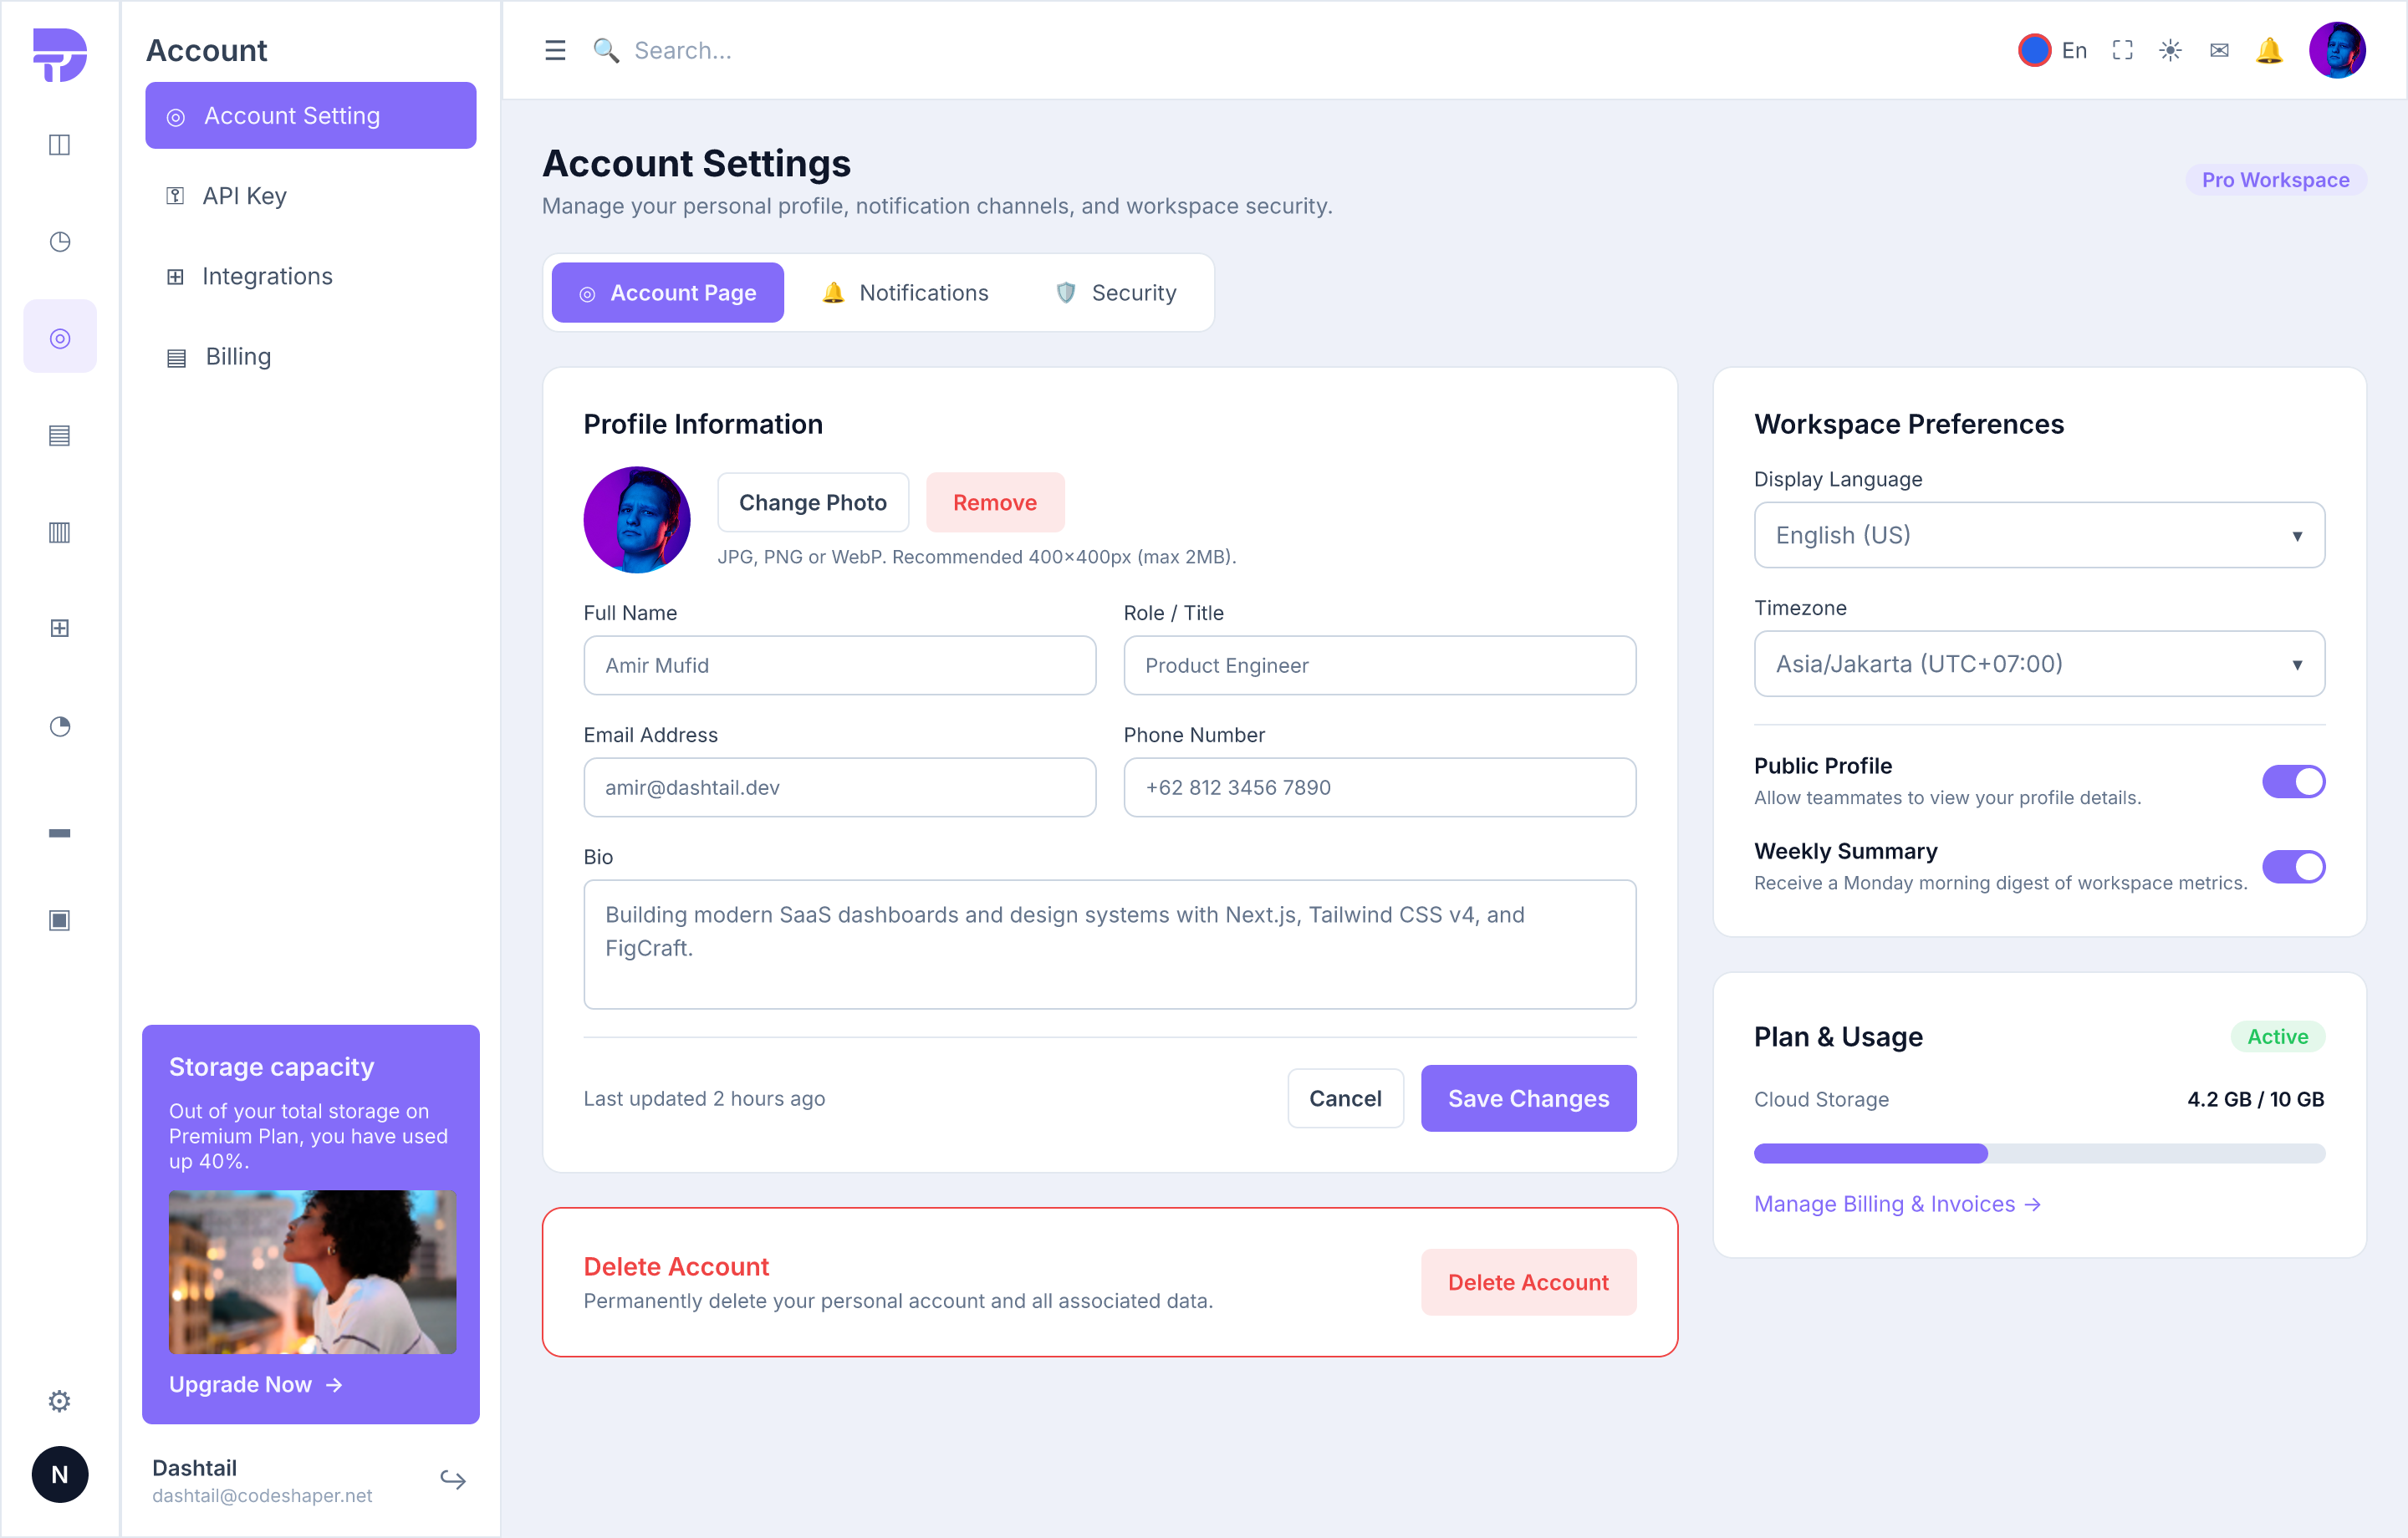 Account
Account Setting
API Key
Integrations
Billing
Storage capacity
Out of your total storage on
Premium Plan, you have used
up 40%.
Upgrade Now →
N
Dashtail
dashtail@codeshaper.net
Search...
En
Account Settings
Manage your personal profile, notification channels, and workspace security.
Pro Workspace
Account Page
Notifications
Security
Profile Information
Change Photo
Remove
JPG, PNG or WebP. Recommended 400×400px (max 2MB).
Full Name
Role / Title
Amir Mufid
Product Engineer
Email Address
Phone Number
amir@dashtail.dev
+62 812 3456 7890
Bio
Building modern SaaS dashboards and design systems with Next.js, Tailwind CSS v4, and
FigCraft.
Last updated 2 hours ago
Cancel
Save Changes
Delete Account
Permanently delete your personal account and all associated data.
Delete Account
Workspace Preferences
Display Language
English (US)
Timezone
Asia/Jakarta (UTC+07:00)
Public Profile
Allow teammates to view your profile details.
Weekly Summary
Receive a Monday morning digest of workspace metrics.
Plan & Usage
Active
Cloud Storage
4.2 GB / 10 GB
Manage Billing & Invoices →